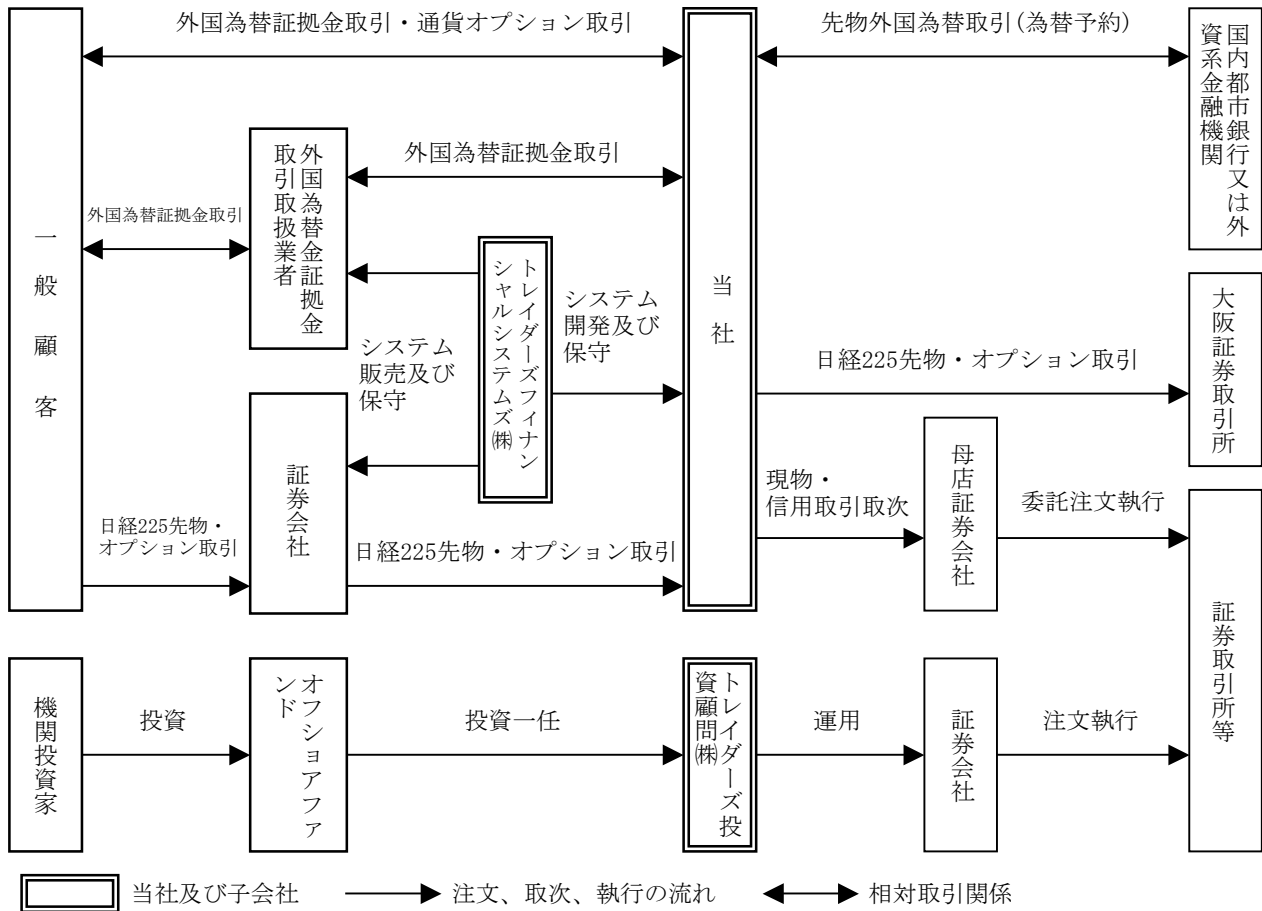 外国為替証拠金取引・通貨オプション取引
先物外国為替取引(為替予約)
国内都市銀行又は外
資系金融機関
外国為替証拠金取引
外国為替替金証拠金
取引取扱業者
外国為替証拠金取引
一般顧客
トレイダーズフィナン
シャルシステムズ㈱
当社
システム
開発及び
保守
システム
販売及び
保守
大阪証券取引所
日経225先物・オプション取引
証券会社
母店証券会社
現物・
信用取引取次
委託注文執行
日経225先物・
オプション取引
日経225先物・オプション取引
証券取引所等
機関投資家
投資
オフショアファ
ンド
投資一任
トレイダーズ投
資顧問㈱
運用
証券会社
注文執行
当社及び子会社
注文、取次、執行の流れ
相対取引関係